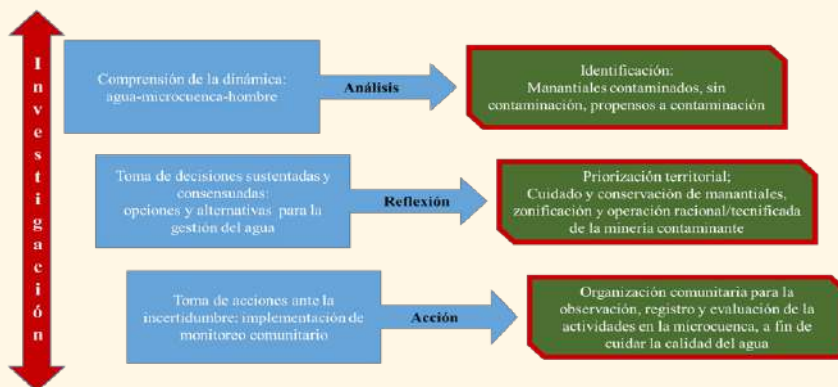 Investigación
Comprensión de la dinámica:
agua-microcuenca-hombre
Análisis
Identificación:
Manantiales contaminados, sin
contaminación, propensos a contaminación
Toma de decisiones sustentadas y
consensuadas:
opciones y alternativas para la
gestión del agua
Reflexión
Priorización territorial;
Cuidado y conservación de manantiales,
zonificación y operación racional/tecnificada
de la minería contaminante
Toma de acciones ante la
incertidumbre: implementación de
monitoreo comunitario
Acción
Organización comunitaria para la
observación, registro y evaluación de la
actividades en la microcuenca, a fin de
cuidar la calidad del agua